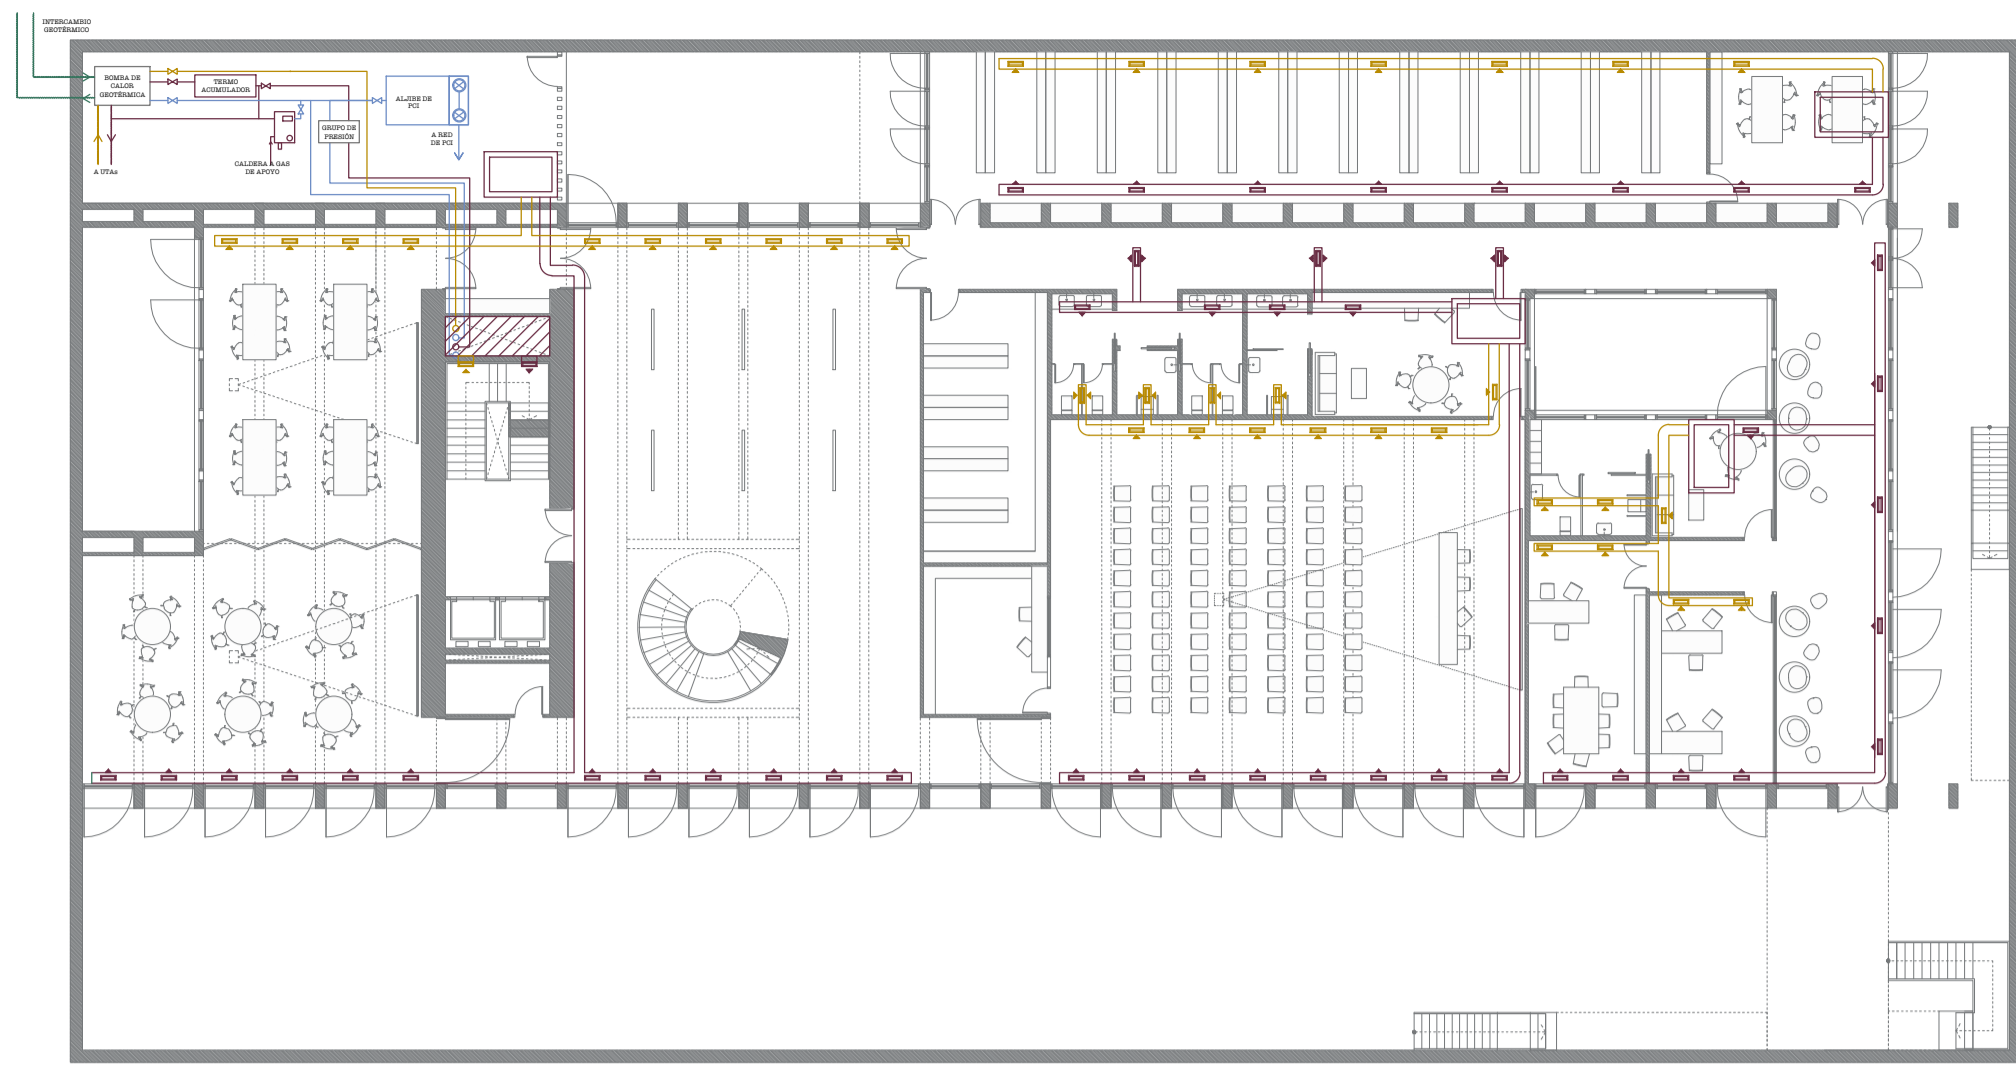 INTERCAMBIO
GEOTÉRMICO
BOMBA DE
CALOR
GEOTÉRMICA
TERMO
ACUMULADOR
ALJIBE DE
PCI
GRUPO DE
PRESIÓN
A RED
DE PCI
CALDERA A GAS
DE APOYO
A UTAs